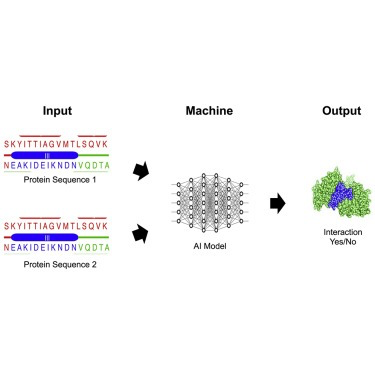 Input
Machine
Output
SKYITTIAGVMTLSQVK
NEAKIDEIKNDNVQDTA
Protein Sequence 1
SKYITTIAGVMTLSQVK
NEAKIDEIKNDNVQDTA
Protein Sequence 2
AI Model
Interaction
Yes/No